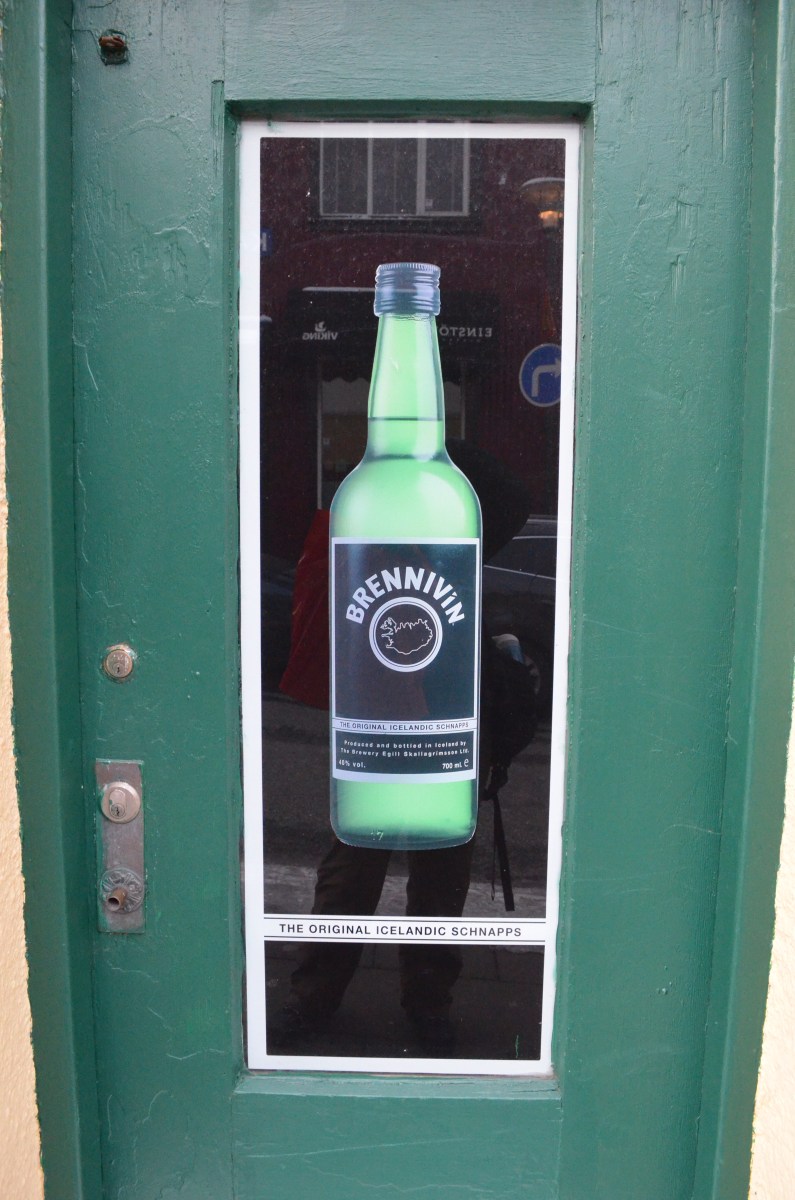 VIKING
EINSTÖ
BRENNIVíN
THE ORIGINAL ICELANDIC SCHNAPPS
Produced and bottled in Iceland by
The Brewery Egill Skallagrimsson Ltd.
40% vol. 700 ml. e
THE ORIGINAL ICELANDIC SCHNAPPS